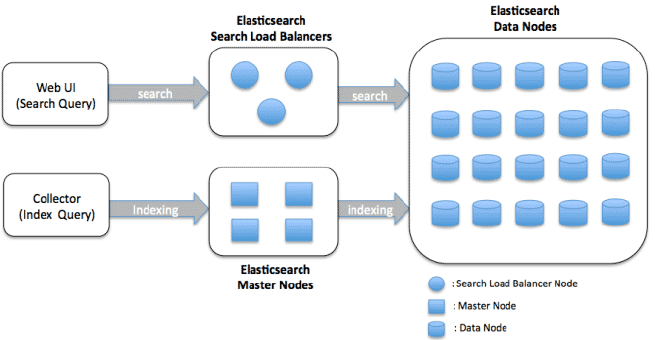 Elasticsearch
Search Load Balancers
Elasticsearch
Data Nodes
Web UI
(Search Query)
search
search
Collector
(Index Query)
Indexing
indexing
Elasticsearch
Master Nodes
: Search Load Balancer Node
: Master Node
: Data Node